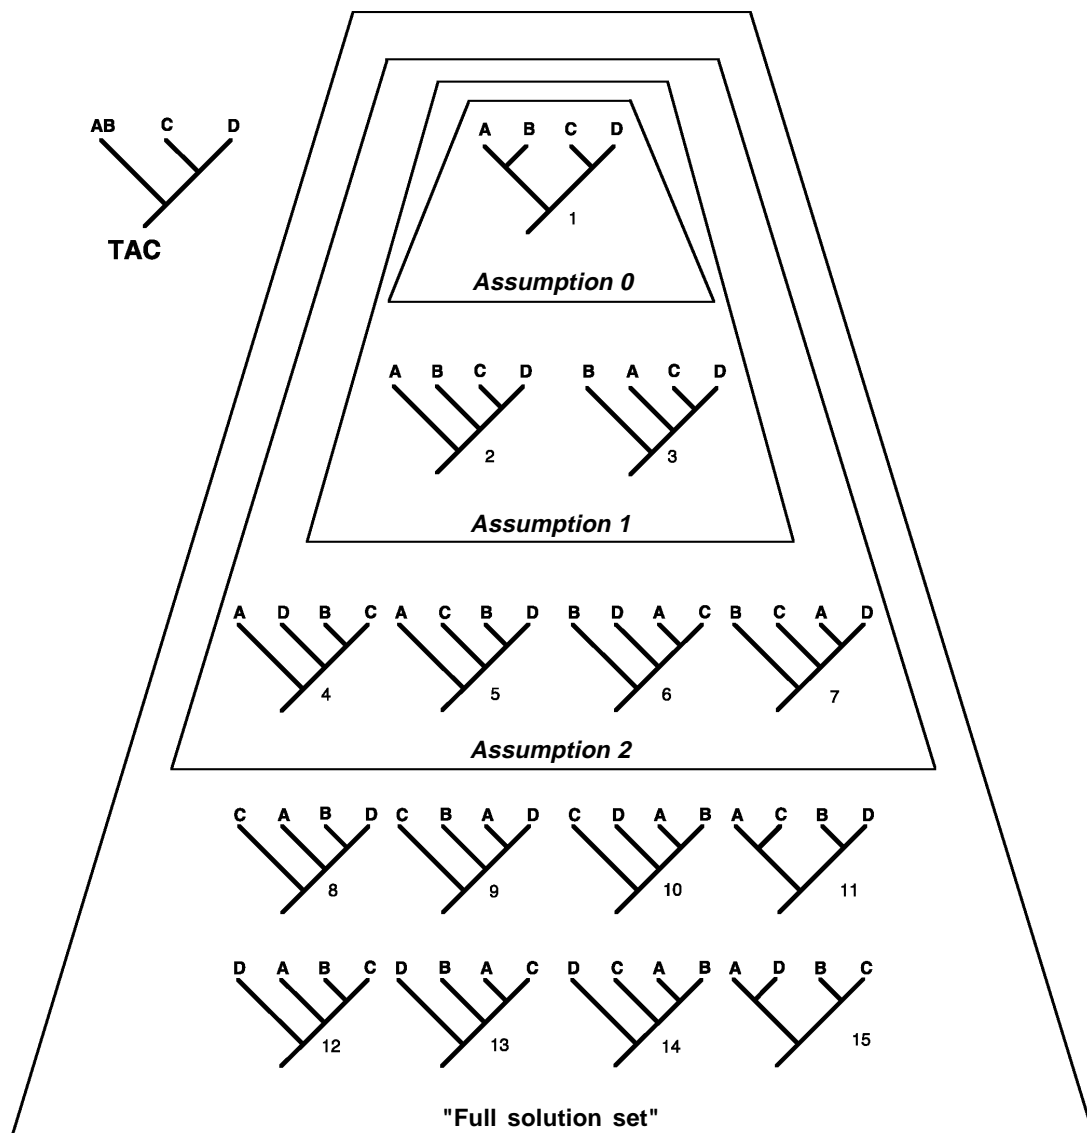 AB C D
TAC
A B C D
1
Assumption 0
A B C D B A C D
2 3
Assumption 1
A D B C A C B D B D A C B C A D
4 5 6 7
Assumption 2
C A B D C B A D C D A B A C B D
8 9 10 11
D A B C D B A C D C A B A D B C
12 13 14 15
"Full solution set"